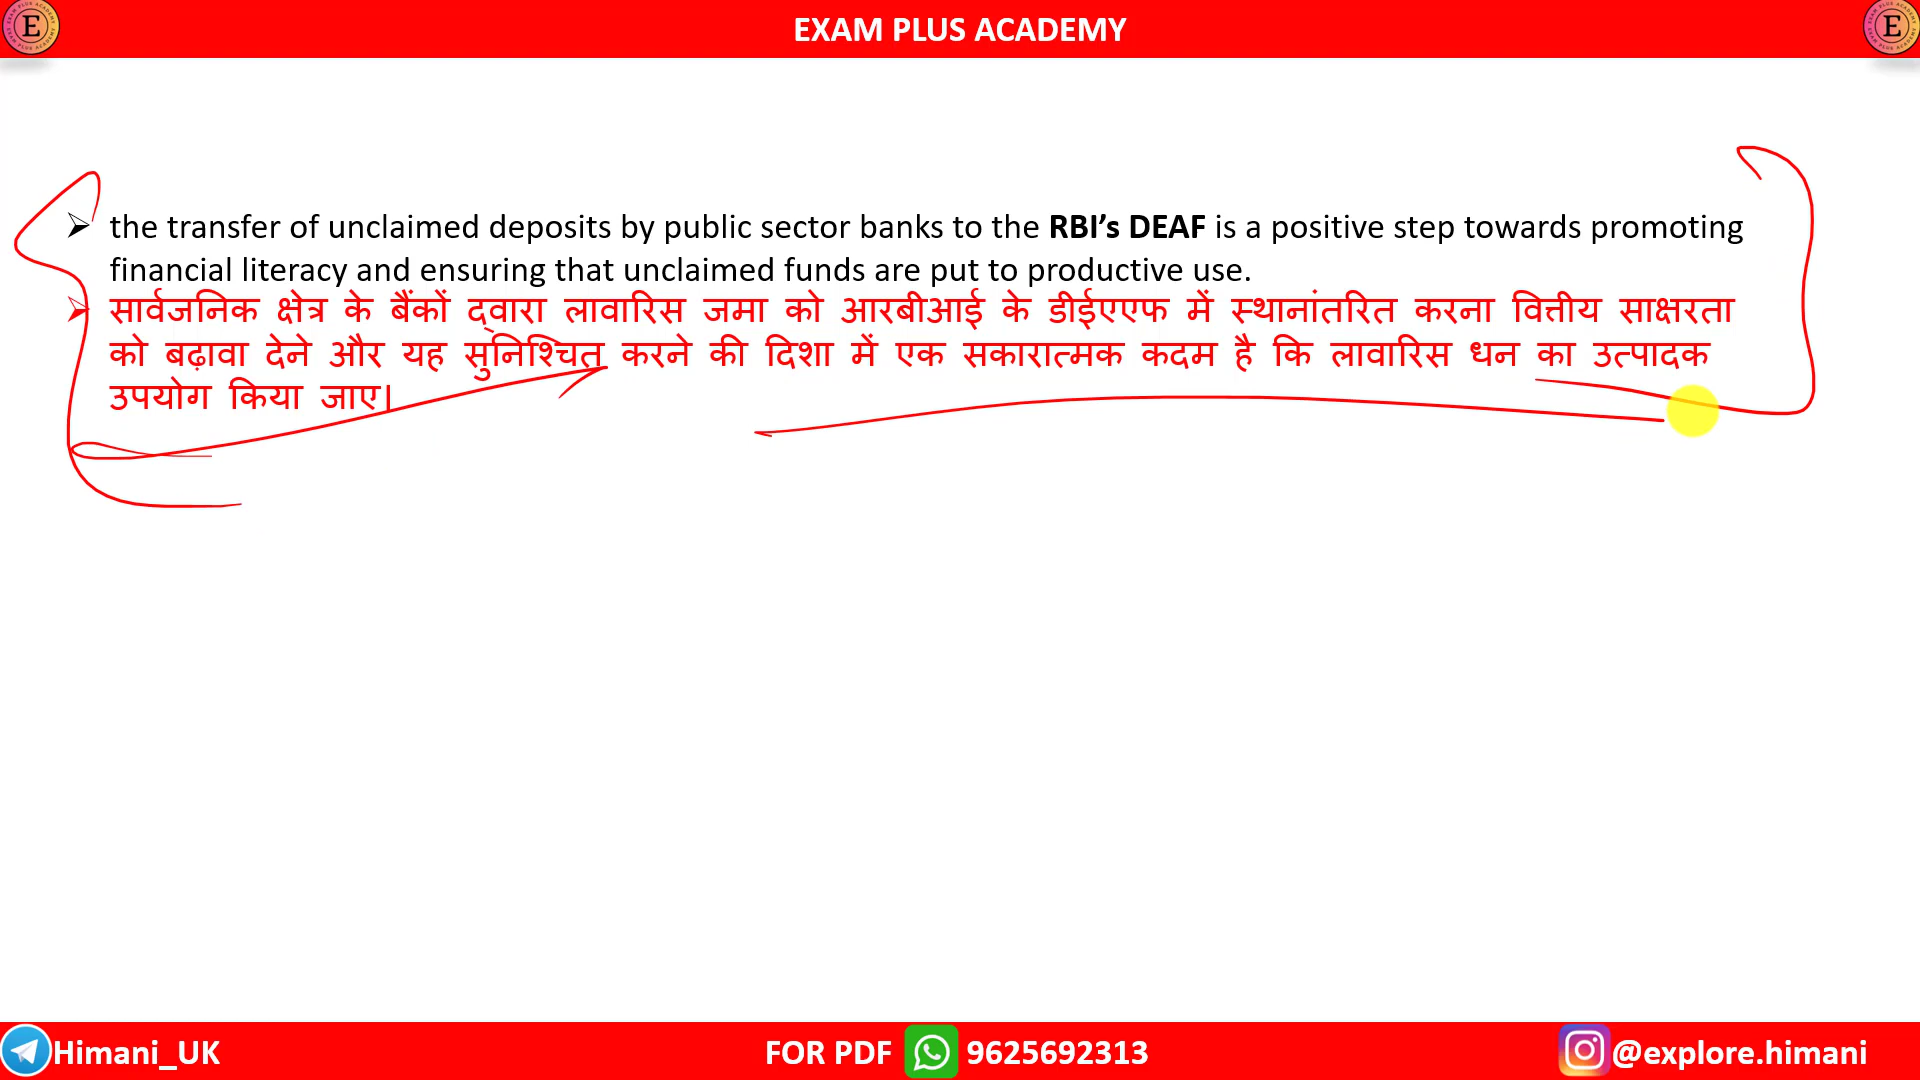 EXAM PLUS ACADEMY
E
E
the transfer of unclaimed deposits by public sector banks to the RBI’s DEAF is a positive step towards promoting
financial literacy and ensuring that unclaimed funds are put to productive use.
सार्वजनिक क्षेत्र के बैंकों द्वारा लावारिस जमा को आरबीआई के डीईएएफ में स्थानांतरित करना वित्तीय साक्षरता
को बढ़ावा देने और यह सुनिश्चित करने की दिशा में एक सकारात्मक कदम है कि लावारिस धन का उत्पादक
उपयोग किया जाए।
Himani_UK
FOR PDF 9625692313
@explore.himani